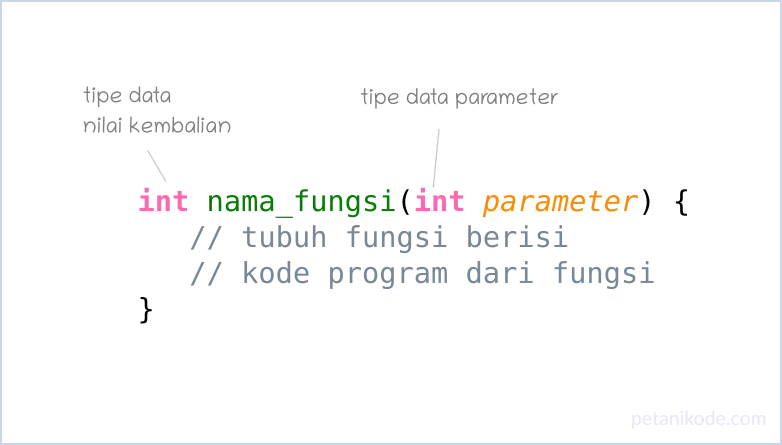 tipe data
nilai kembalian
tipe data parameter
int nama_fungsi(int parameter) {
// tubuh fungsi berisi
// kode program dari fungsi
}
petanikode.com